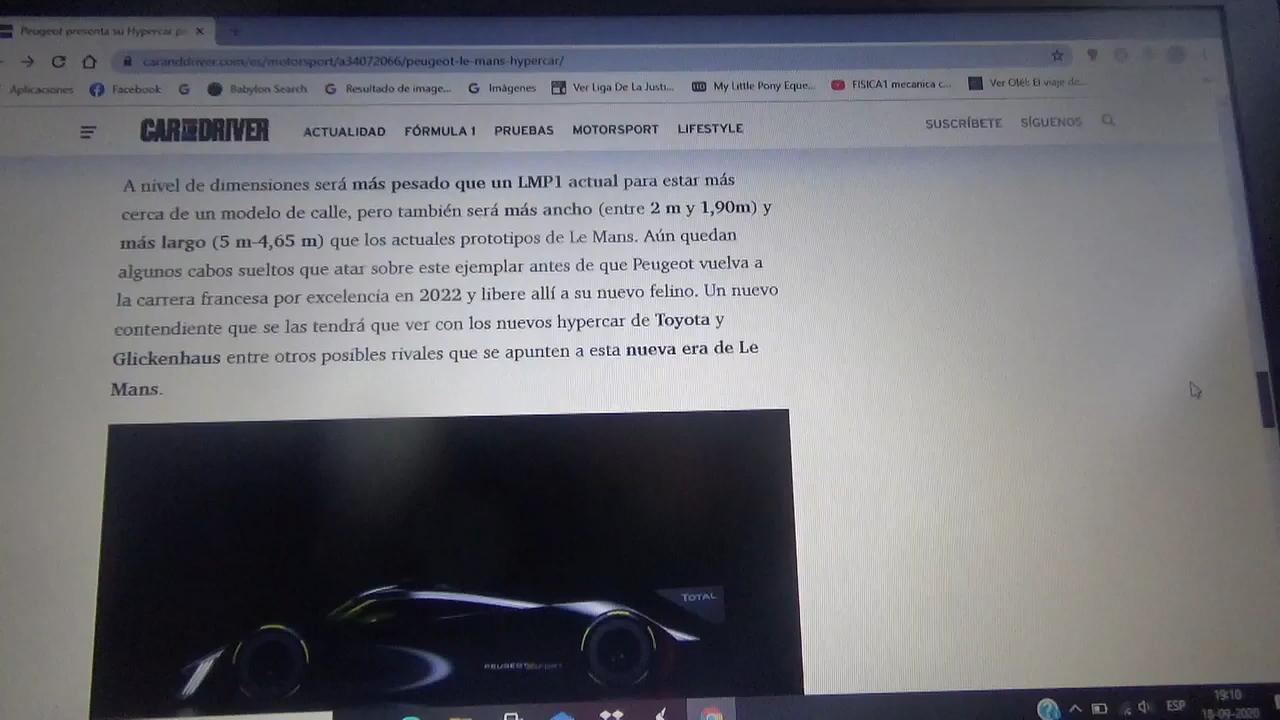 Peugeot presenta su Hypercar pa
caranddriver.com/es/motorsport/a34072066/peugeot-le-mans-hypercar/
Aplicaciones Facebook Babylon Search Resultado de image... Imágenes Ver Liga De La Justi... My Little Pony Eque... FISICA1 mecanica c... Ver Olé!: El viaje de...
CAR AND DRIVER ACTUALIDAD FÓRMULA 1 PRUEBAS MOTORSPORT LIFESTYLE SUSCRÍBETE SÍGUENOS
A nivel de dimensiones será más pesado que un LMP1 actual para estar más
cerca de un modelo de calle, pero también será más ancho (entre 2 m y 1,90m) y
más largo (5 m-4,65 m) que los actuales prototipos de Le Mans. Aún quedan
algunos cabos sueltos que atar sobre este ejemplar antes de que Peugeot vuelva a
la carrera francesa por excelencia en 2022 y libere allí a su nuevo felino. Un nuevo
contendiente que se las tendrá que ver con los nuevos hypercar de Toyota y
Glickenhaus entre otros posibles rivales que se apunten a esta nueva era de Le
Mans.
TOTAL
PEUGEOT SPORT
ESP
19:10
18-09-2020